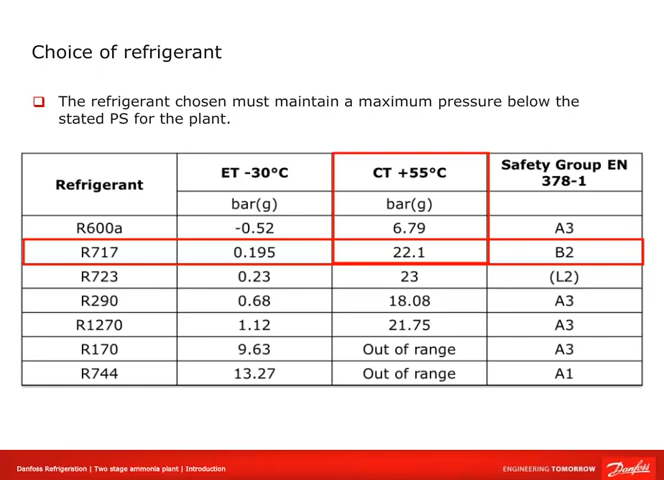 Choice of refrigerant
The refrigerant chosen must maintain a maximum pressure below the
stated PS for the plant.
Refrigerant ET -30°C CT +55°C Safety Group EN 378-1
bar(g) bar(g)
R600a -0.52 6.79 A3
R717 0.195 22.1 B2
R723 0.23 23 (L2)
R290 0.68 18.08 A3
R1270 1.12 21.75 A3
R170 9.63 Out of range A3
R744 13.27 Out of range A1
Danfoss Refrigeration | Two stage ammonia plant | Introduction
ENGINEERING TOMORROW
Danfoss